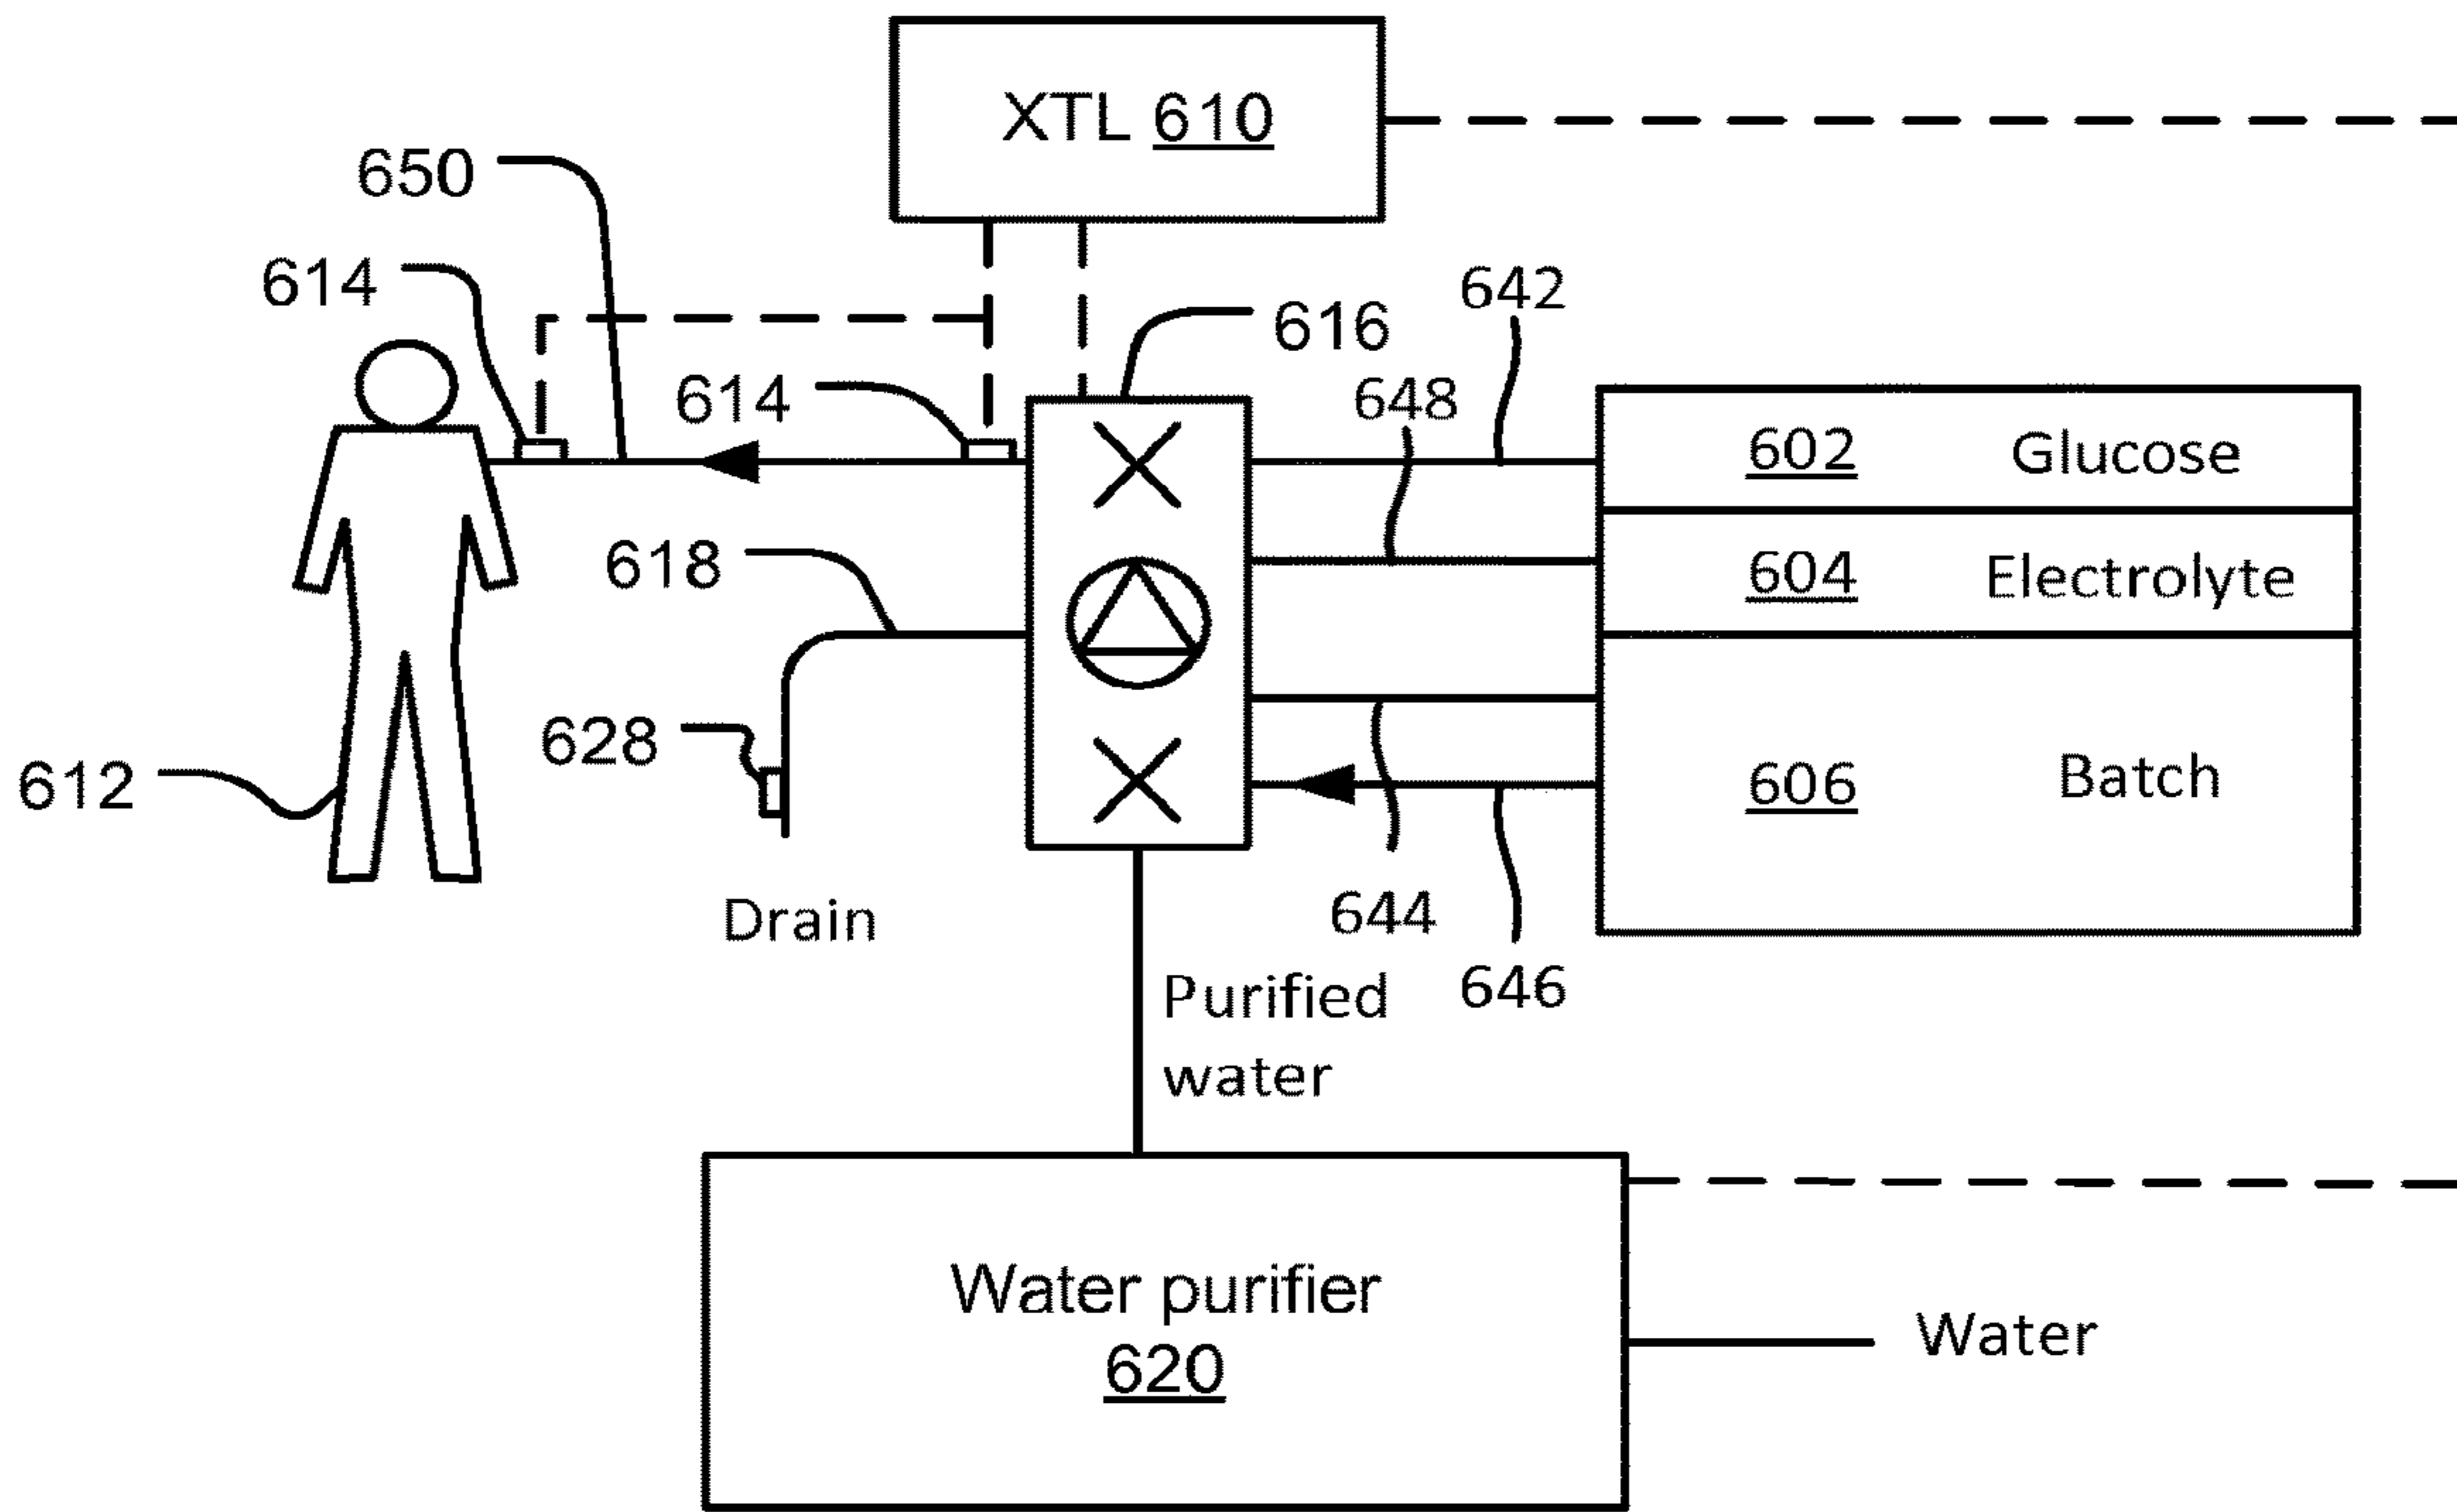 XTL 610
650
614
642
616
648
614
602 Glucose
618
604 Electrolyte
628
612
606 Batch
644
Drain
646
Purified
water
Water purifier
620
Water